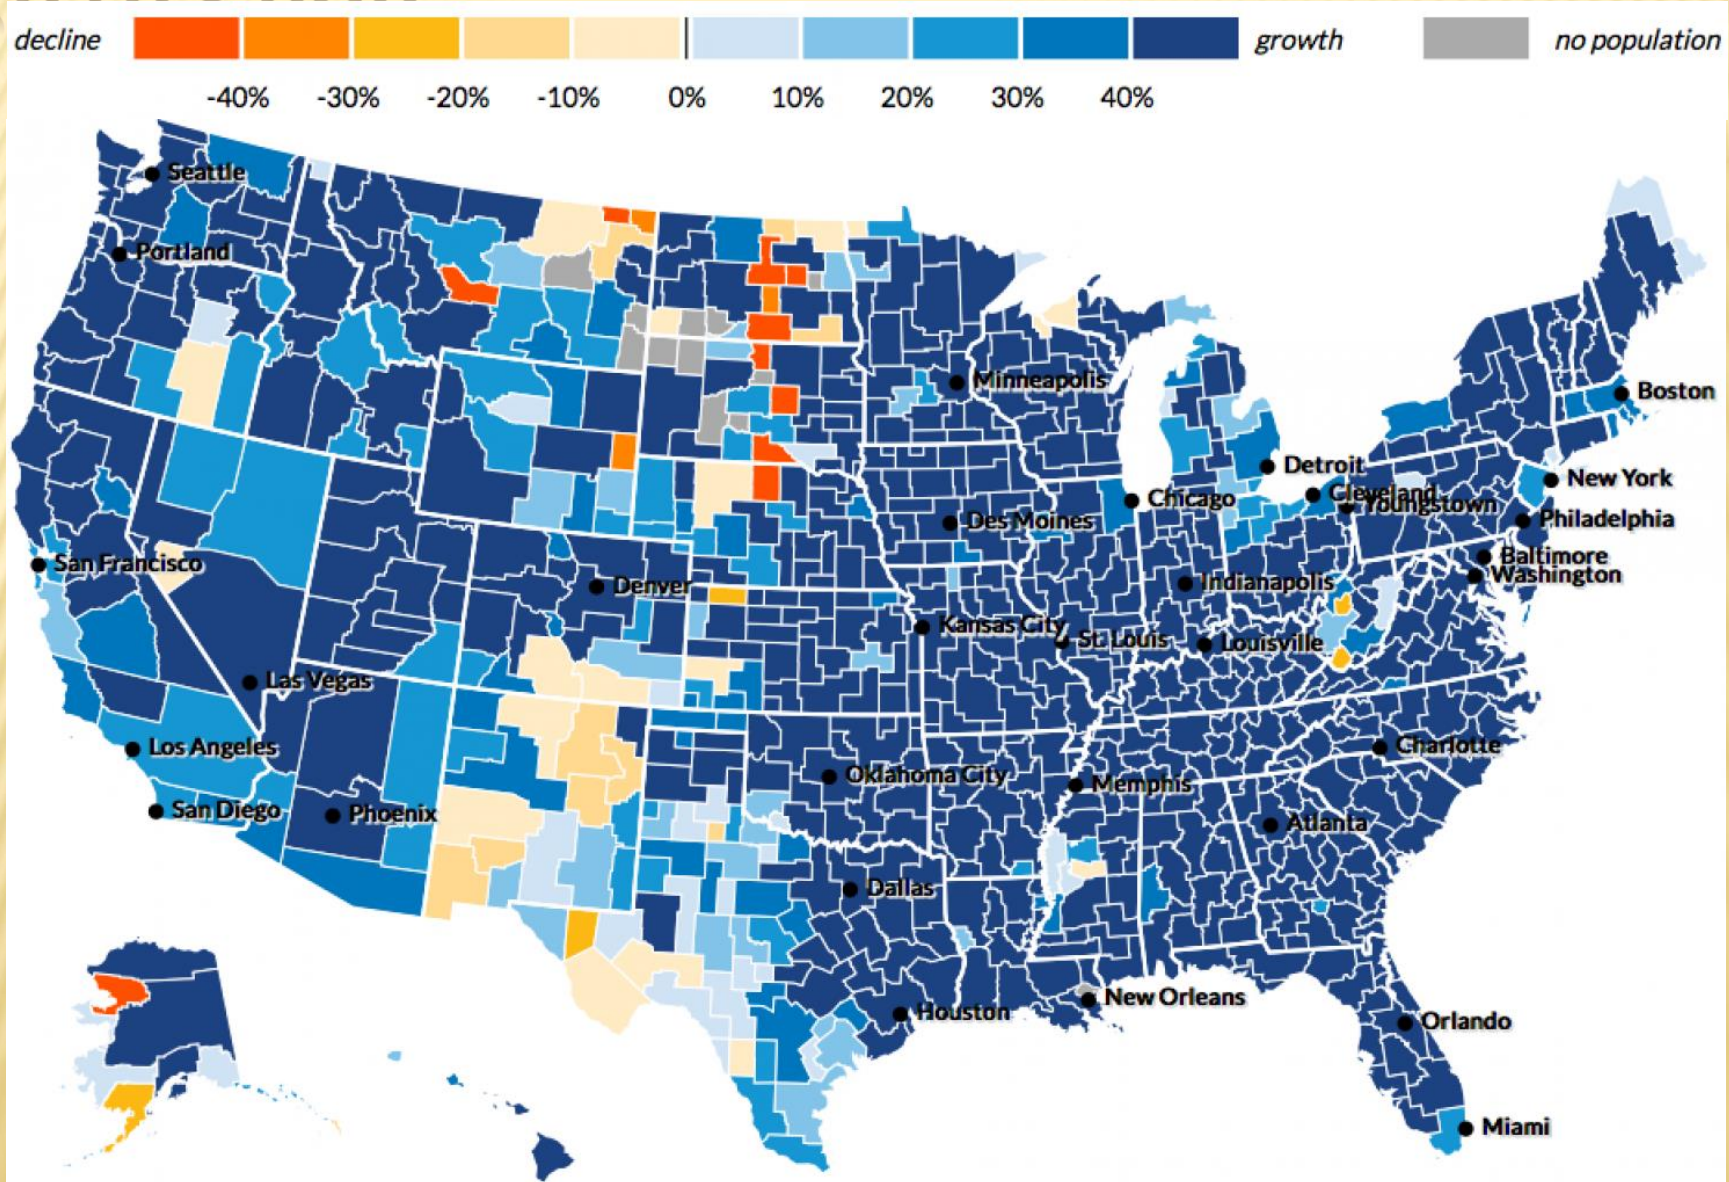 decline
growth
no population
-40% -30% -20% -10% 0% 10% 20% 30% 40%
Seattle
Portland
Minneapolis
Boston
Detroit
New York
Chicago
Cleveland
Youngstown
Des Moines
Philadelphia
San Francisco
Baltimore
Washington
Denver
Indianapolis
Kansas City
St. Louis
Louisville
Las Vegas
Los Angeles
Charlotte
Oklahoma City
Memphis
San Diego
Phoenix
Atlanta
Dallas
New Orleans
Houston
Orlando
Miami